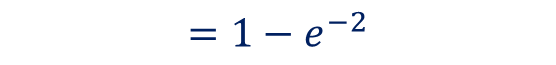 = 1 − e⁻²